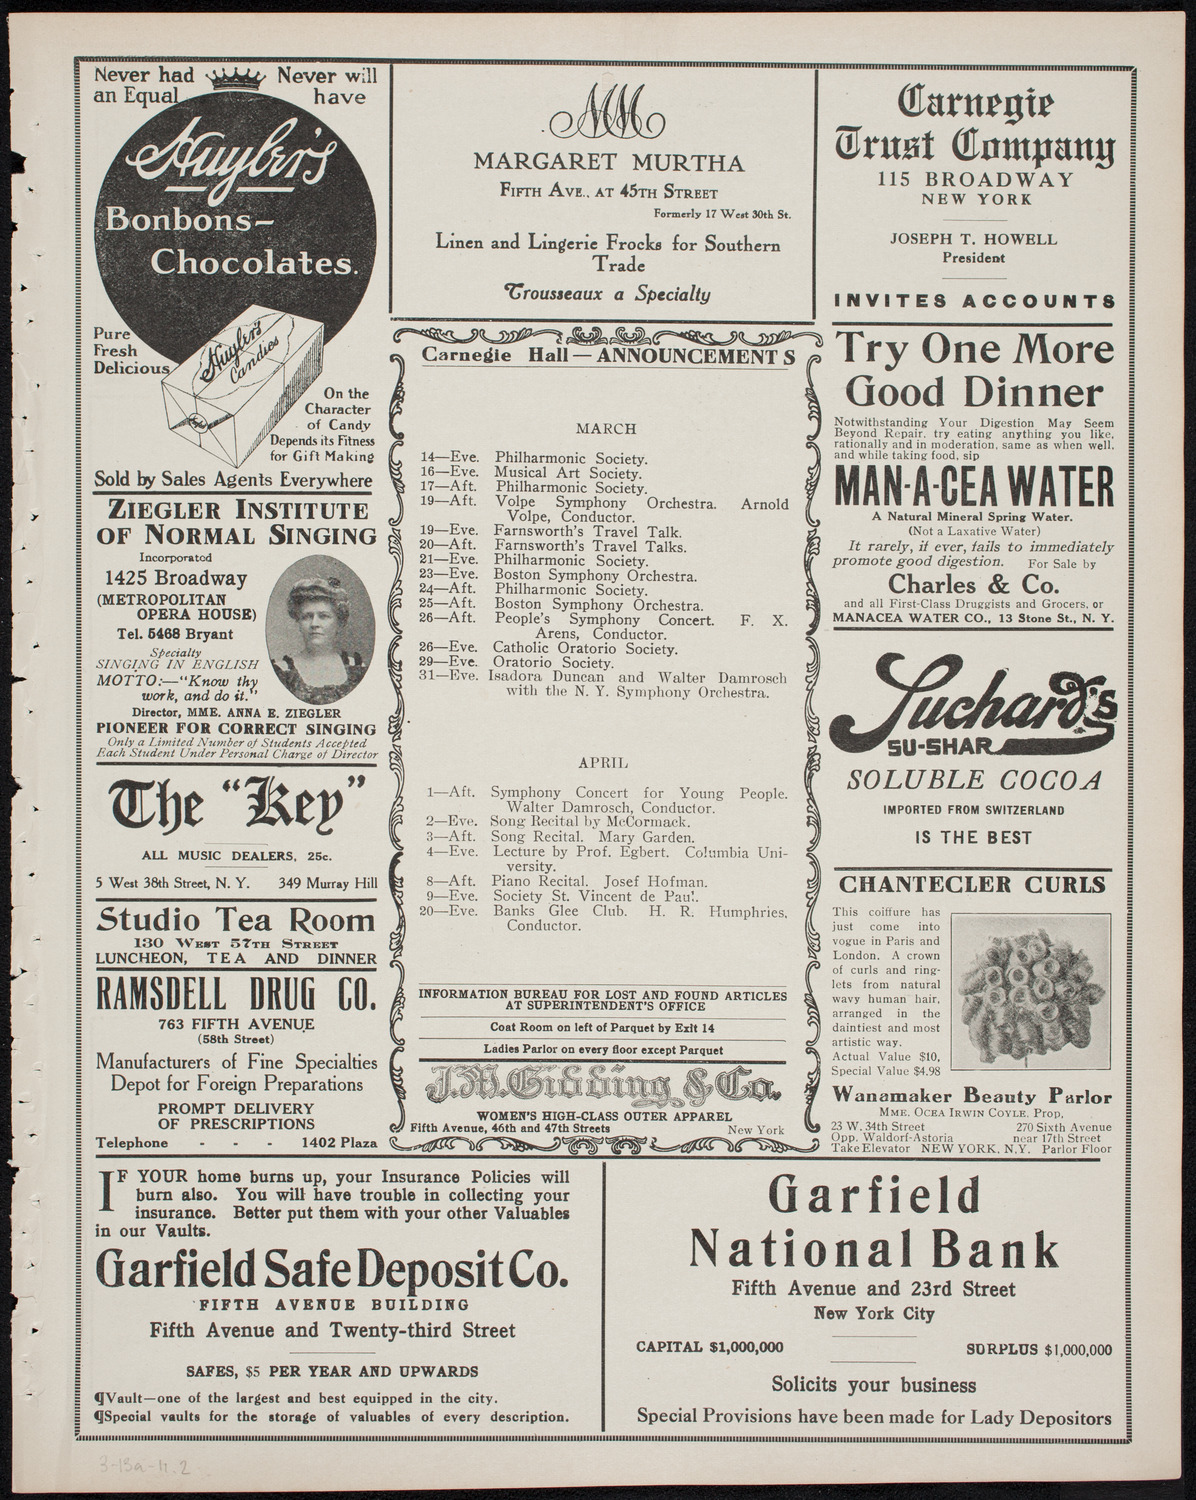 Never had
an Equal
Never will
have
Huyler's
Bonbons—
Chocolates.
Pure
Fresh
Delicious
Huyler's
Candies
On the
Character
of Candy
Depends its Fitness
for Gift Making
Sold by Sales Agents Everywhere
ZIEGLER INSTITUTE
OF NORMAL SINGING
Incorporated
1425 Broadway
(METROPOLITAN
OPERA HOUSE)
Tel. 5468 Bryant
Specialty
SINGING IN ENGLISH
MOTTO:—"Know thy
work, and do it."
Director, MME. ANNA E. ZIEGLER
PIONEER FOR CORRECT SINGING
Only a Limited Number of Students Accepted
Each Student Under Personal Charge of Director
The "Key"
ALL MUSIC DEALERS, 25c.
5 West 38th Street, N. Y. 349 Murray Hill
Studio Tea Room
130 WEST 57TH STREET
LUNCHEON, TEA AND DINNER
RAMSDELL DRUG CO.
763 FIFTH AVENUE
(58th Street)
Manufacturers of Fine Specialties
Depot for Foreign Preparations
PROMPT DELIVERY
OF PRESCRIPTIONS
Telephone - - - 1402 Plaza
MM
MARGARET MURTHA
FIFTH AVE., AT 45TH STREET
Formerly 17 West 30th St.
Linen and Lingerie Frocks for Southern
Trade
Trousseaux a Specialty
Carnegie Hall—ANNOUNCEMENTS
MARCH
14—Eve. Philharmonic Society.
16—Eve. Musical Art Society.
17—Aft. Philharmonic Society.
19—Aft. Volpe Symphony Orchestra. Arnold
Volpe, Conductor.
19—Eve. Farnsworth's Travel Talk.
20—Aft. Farnsworth's Travel Talks.
21—Eve. Philharmonic Society.
23—Eve. Boston Symphony Orchestra.
24—Aft. Philharmonic Society.
25—Aft. Boston Symphony Orchestra.
26—Aft. People's Symphony Concert. F. X.
Arens, Conductor.
26—Eve. Catholic Oratorio Society.
29—Eve. Oratorio Society.
31—Eve. Isadora Duncan and Walter Damrosch
with the N. Y. Symphony Orchestra.
APRIL
1—Aft. Symphony Concert for Young People.
Walter Damrosch, Conductor.
2—Eve. Song Recital by McCormack.
3—Aft. Song Recital. Mary Garden.
4—Eve. Lecture by Prof. Egbert. Columbia Uni-
versity.
8—Aft. Piano Recital. Josef Hofman.
9—Eve. Society St. Vincent de Paul.
20—Eve. Banks Glee Club. H. R. Humphries,
Conductor.
INFORMATION BUREAU FOR LOST AND FOUND ARTICLES
AT SUPERINTENDENT'S OFFICE
Coat Room on left of Parquet by Exit 14
Ladies Parlor on every floor except Parquet
J.M. Gidding & Co.
WOMEN'S HIGH-CLASS OUTER APPAREL
Fifth Avenue, 46th and 47th Streets New York
Carnegie
Trust Company
115 BROADWAY
NEW YORK
JOSEPH T. HOWELL
President
INVITES ACCOUNTS
Try One More
Good Dinner
Notwithstanding Your Digestion May Seem
Beyond Repair, try eating anything you like,
rationally and in moderation, same as when well,
and while taking food, sip
MAN-A-CEA WATER
A Natural Mineral Spring Water.
(Not a Laxative Water)
It rarely, if ever, fails to immediately
promote good digestion. For Sale by
Charles & Co.
and all First-Class Druggists and Grocers, or
MANACEA WATER CO., 13 Stone St., N. Y.
Suchard's
SU-SHAR
SOLUBLE COCOA
IMPORTED FROM SWITZERLAND
IS THE BEST
CHANTECLER CURLS
This coiffure has
just come into
vogue in Paris and
London. A crown
of curls and ring-
lets from natural
wavy human hair,
arranged in the
daintiest and most
artistic way.
Actual Value $10,
Special Value $4.98
Wanamaker Beauty Parlor
MME. OCEA IRWIN COYLE. Prop,
23 W. 34th Street 270 Sixth Avenue
Opp. Waldorf-Astoria near 17th Street
Take Elevator NEW YORK, N.Y. Parlor Floor
IF YOUR home burns up, your Insurance Policies will
burn also. You will have trouble in collecting your
insurance. Better put them with your other Valuables
in our Vaults.
Garfield Safe Deposit Co.
FIFTH AVENUE BUILDING
Fifth Avenue and Twenty-third Street
SAFES, $5 PER YEAR AND UPWARDS
¶Vault—one of the largest and best equipped in the city.
¶Special vaults for the storage of valuables of every description.
Garfield
National Bank
Fifth Avenue and 23rd Street
New York City
CAPITAL $1,000,000 SURPLUS $1,000,000
Solicits your business
Special Provisions have been made for Lady Depositors